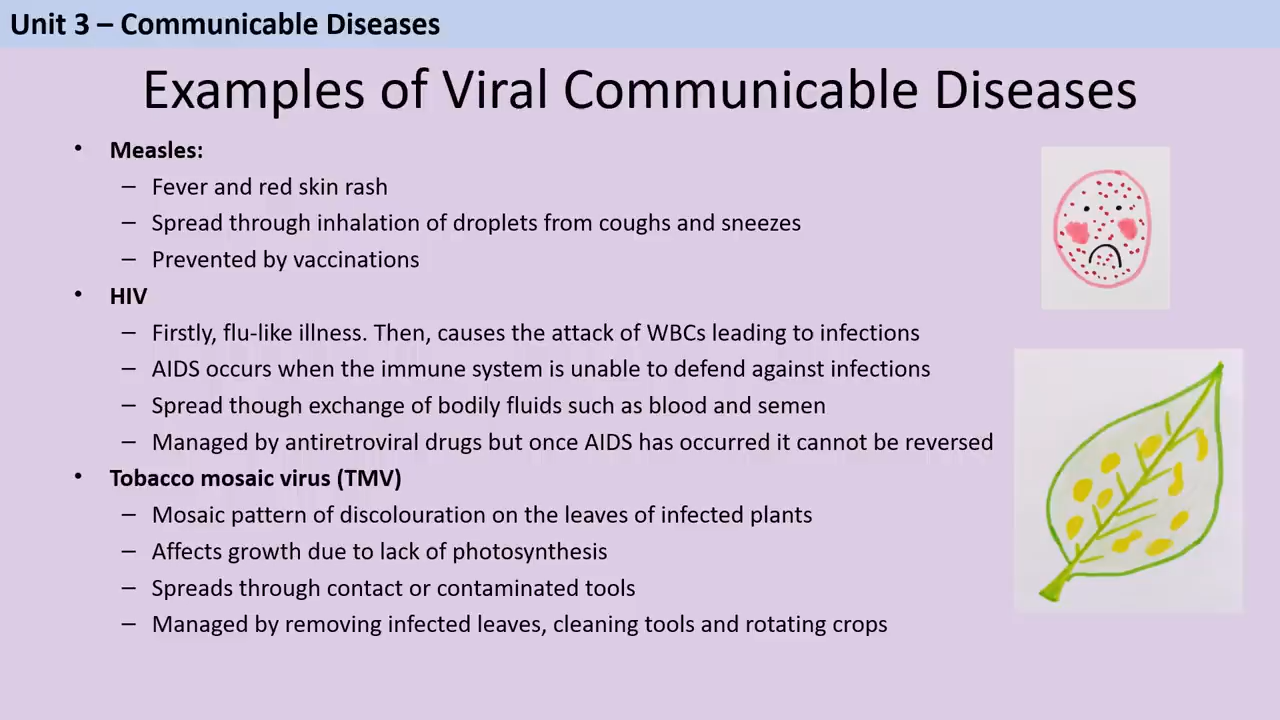 Unit 3 – Communicable Diseases
Examples of Viral Communicable Diseases
• Measles:
– Fever and red skin rash
– Spread through inhalation of droplets from coughs and sneezes
– Prevented by vaccinations
• HIV
– Firstly, flu-like illness. Then, causes the attack of WBCs leading to infections
– AIDS occurs when the immune system is unable to defend against infections
– Spread though exchange of bodily fluids such as blood and semen
– Managed by antiretroviral drugs but once AIDS has occurred it cannot be reversed
• Tobacco mosaic virus (TMV)
– Mosaic pattern of discolouration on the leaves of infected plants
– Affects growth due to lack of photosynthesis
– Spreads through contact or contaminated tools
– Managed by removing infected leaves, cleaning tools and rotating crops